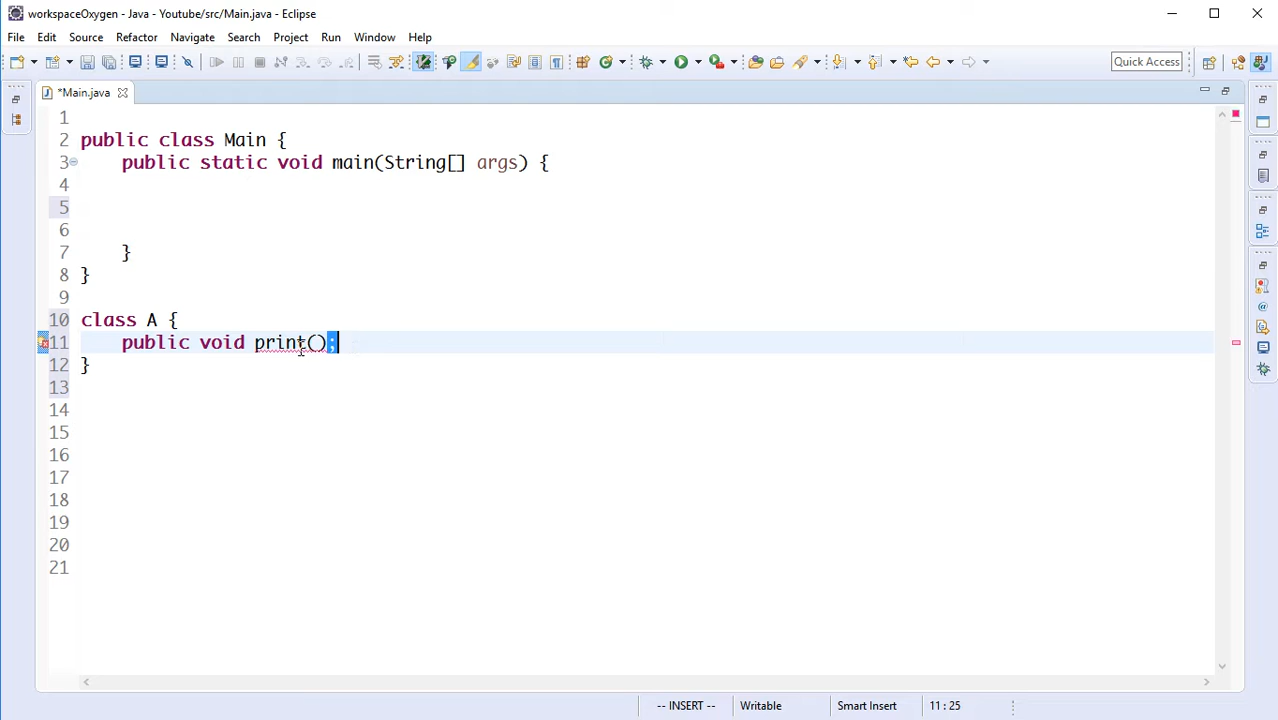 workspaceOxygen - Java - Youtube/src/Main.java - Eclipse
File Edit Source Refactor Navigate Search Project Run Window Help
Quick Access
*Main.java
1
2 public class Main {
3 public static void main(String[] args) {
4
5
6
7 }
8 }
9
10 class A {
11 public void print();
12 }
13
14
15
16
17
18
19
20
21
-- INSERT -- Writable Smart Insert 11 : 25